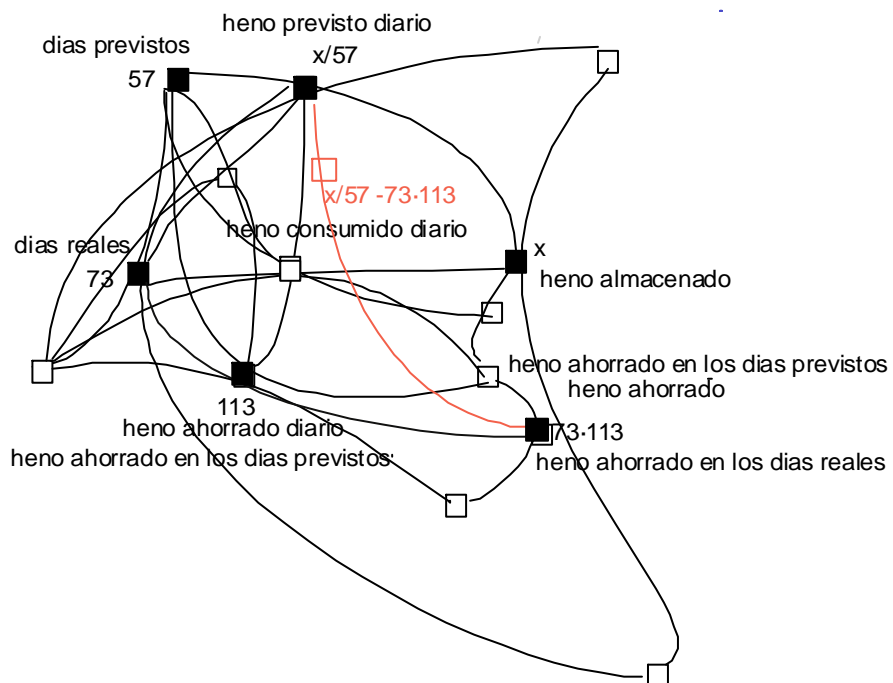 heno previsto diario
dias previstos
x/57
57
x/57 -73·113
heno consumido diario
dias reales
x
73
heno almacenado
heno ahorrado en los dias previstos
heno ahorrado
113
73·113
heno ahorrado diario
heno ahorrado en los dias previstos
heno ahorrado en los dias reales